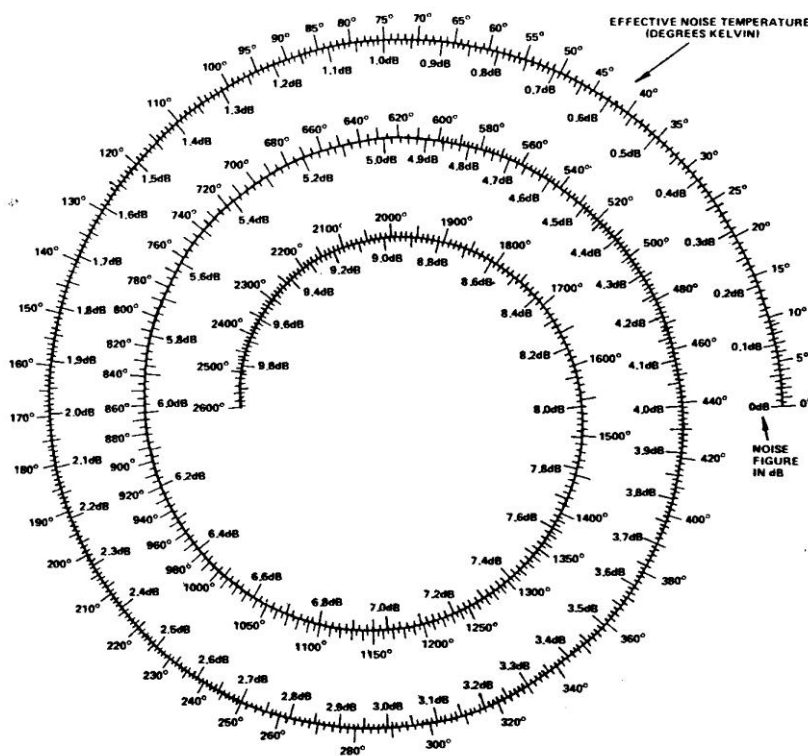 EFFECTIVE NOISE TEMPERATURE
(DEGREES KELVIN)
0°
5°
10°
15°
20°
25°
30°
35°
40°
45°
50°
55°
60°
65°
70°
75°
80°
85°
90°
95°
100°
110°
120°
130°
140°
150°
160°
170°
180°
190°
200°
210°
220°
230°
240°
250°
260°
270°
280°
300°
320°
340°
360°
380°
400°
420°
440°
460°
480°
500°
520°
540°
560°
580°
600°
620°
640°
660°
680°
700°
720°
740°
760°
780°
800°
820°
840°
860°
880°
900°
920°
940°
960°
980°
1000°
1050°
1100°
1150°
1200°
1250°
1300°
1350°
1400°
1500°
1600°
1700°
1800°
1900°
2000°
2100°
2200°
2300°
2400°
2500°
2600°
NOISE
FIGURE
IN dB
0dB
0.1dB
0.2dB
0.3dB
0.4dB
0.5dB
0.6dB
0.7dB
0.8dB
0.9dB
1.0dB
1.1dB
1.2dB
1.3dB
1.4dB
1.5dB
1.6dB
1.7dB
1.8dB
1.9dB
2.0dB
2.1dB
2.2dB
2.3dB
2.4dB
2.5dB
2.6dB
2.7dB
2.8dB
2.9dB
3.0dB
3.1dB
3.2dB
3.3dB
3.4dB
3.5dB
3.6dB
3.7dB
3.8dB
3.9dB
4.0dB
4.1dB
4.2dB
4.3dB
4.4dB
4.5dB
4.6dB
4.7dB
4.8dB
4.9dB
5.0dB
5.2dB
5.4dB
5.6dB
5.8dB
6.0dB
6.2dB
6.4dB
6.6dB
6.8dB
7.0dB
7.2dB
7.4dB
7.6dB
7.8dB
8.0dB
8.2dB
8.4dB
8.6dB
8.8dB
9.0dB
9.2dB
9.4dB
9.6dB
9.8dB